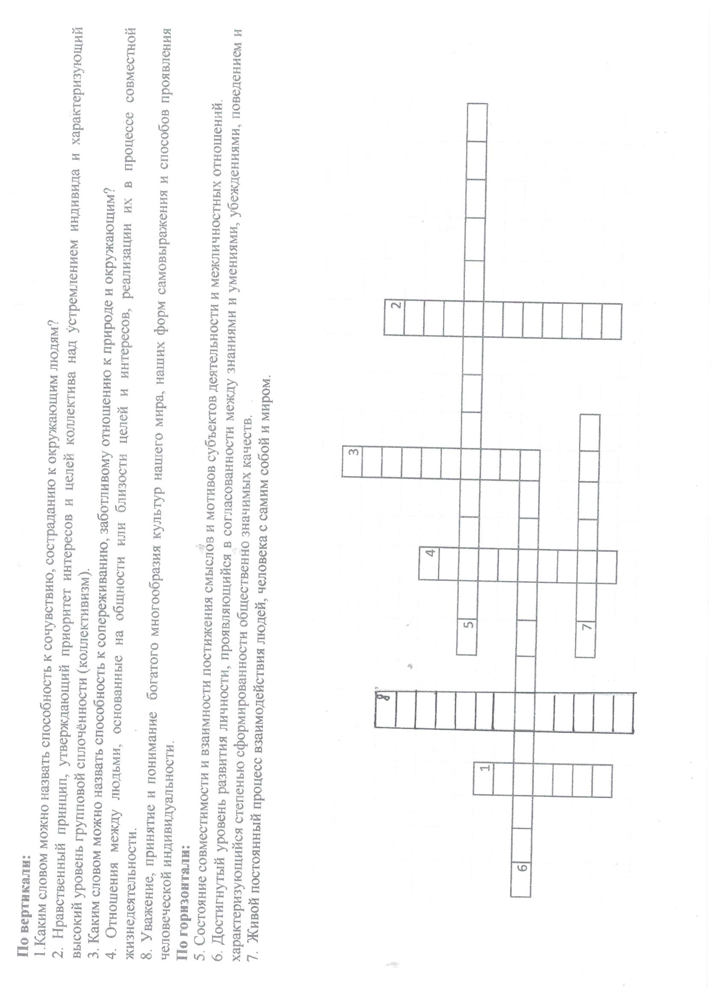 По вертикали:
1.Каким словом можно назвать способность к сочувствию, состраданию к окружающим людям?
2. Нравственный принцип, утверждающий приоритет интересов и целей коллектива над устремлением индивида и характеризующий
высокий уровень групповой сплочённости (коллективизм).
3. Каким словом можно назвать способность к сопереживанию, заботливому отношению к природе и окружающим?
4. Отношения между людьми, основанные на общности или близости целей и интересов, реализации их в процессе совместной
жизнедеятельности.
8. Уважение, принятие и понимание богатого многообразия культур нашего мира, наших форм самовыражения и способов проявления
человеческой индивидуальности.
По горизонтали:
5. Состояние совместимости и взаимности постижения смыслов и мотивов субъектов деятельности и межличностных отношений.
6. Достигнутый уровень развития личности, проявляющийся в согласованности между знаниями и умениями, убеждениями, поведением и
характеризующийся степенью сформированности общественно значимых качеств.
7. Живой постоянный процесс взаимодействия людей, человека с самим собой и миром.
3
8
2
4
5
1
6
7